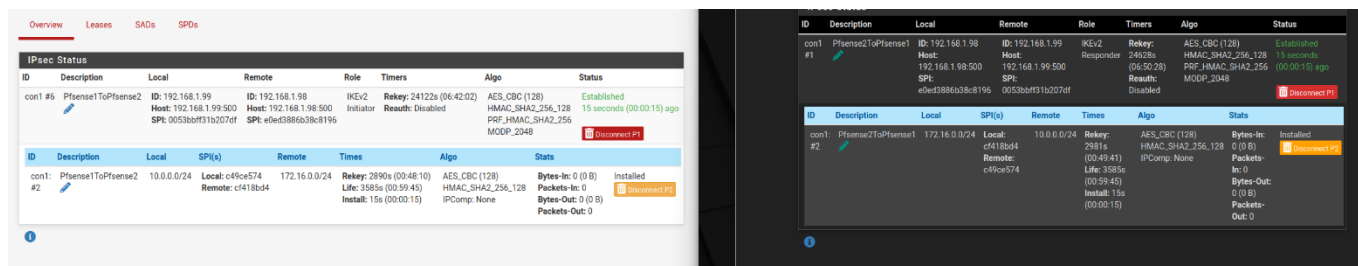 Overview Leases SADs SPDs
IPsec Status
ID Description Local Remote Role Timers Algo Status
con1 #6 Pfsense1ToPfsense2 ID: 192.168.1.99 ID: 192.168.1.98 IKEv2 Rekey: 24122s (06:42:02) AES_CBC (128) Established
Host: 192.168.1.99:500 Host: 192.168.1.98:500 Initiator Reauth: Disabled HMAC_SHA2_256_128 15 seconds (00:00:15) ago
SPI: 0053bbff31b207df SPI: e0ed3886b38c8196 PRF_HMAC_SHA2_256
MODP_2048 Disconnect P1
ID Description Local SPI(s) Remote Times Algo Stats
con1: Pfsense1ToPfsense2 10.0.0.0/24 Local: c49ce574 172.16.0.0/24 Rekey: 2890s (00:48:10) AES_CBC (128) Bytes-In: 0 (0 B) Installed
#2 Remote: cf418bd4 Life: 3585s (00:59:45) HMAC_SHA2_256_128 Packets-In: 0 Disconnect P2
Install: 15s (00:00:15) IPComp: None Bytes-Out: 0 (0 B)
Packets-Out: 0
ID Description Local Remote Role Timers Algo Status
con1 Pfsense2ToPfsense1 ID: 192.168.1.98 ID: 192.168.1.99 IKEv2 Rekey: AES_CBC (128) Established
#1 Host: Host: Responder 24628s HMAC_SHA2_256_128 15 seconds
192.168.1.98:500 192.168.1.99:500 (06:50:28) PRF_HMAC_SHA2_256 (00:00:15) ago
SPI: SPI: Reauth: MODP_2048
e0ed3886b38c8196 0053bbff31b207df Disabled Disconnect P1
ID Description Local SPI(s) Remote Times Algo Stats
con1: Pfsense2ToPfsense1 172.16.0.0/24 Local: 10.0.0.0/24 Rekey: AES_CBC (128) Bytes-In: Installed
#2 cf418bd4 2981s HMAC_SHA2_256_128 0 (0 B) Disconnect P2
Remote: (00:49:41) IPComp: None Packets-
c49ce574 Life: 3585s In: 0
(00:59:45) Bytes-Out:
Install: 15s 0 (0 B)
(00:00:15) Packets-
Out: 0